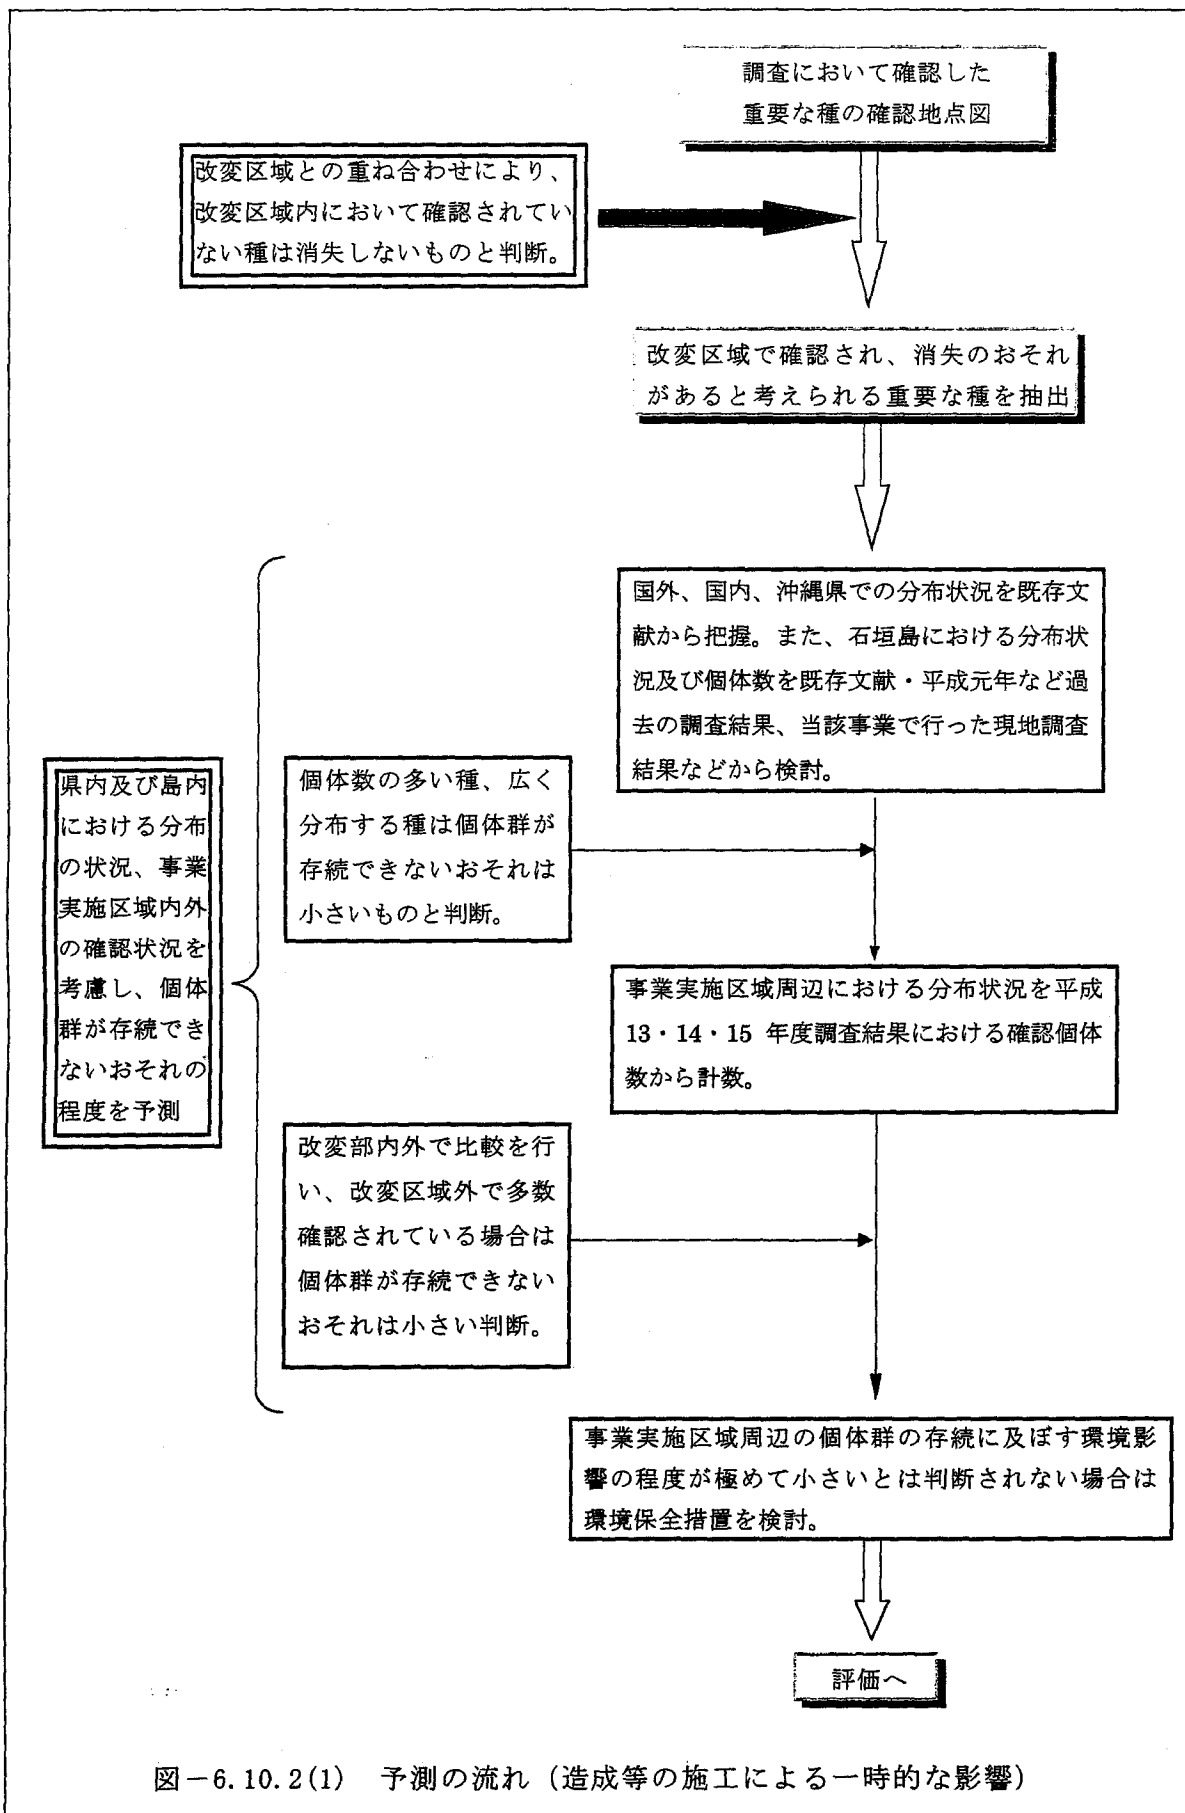 調査において確認した
重要な種の確認地点図
改変区域との重ね合わせにより、
改変区域内において確認されてい
ない種は消失しないものと判断。
改変区域で確認され、消失のおそれ
があると考えられる重要な種を抽出
国外、国内、沖縄県での分布状況を既存文
献から把握。また、石垣島における分布状
況及び個体数を既存文献・平成元年など過
去の調査結果、当該事業で行った現地調査
結果などから検討。
個体数の多い種、広く
分布する種は個体群が
存続できないおそれは
小さいものと判断。
県内及び島内
における分布
の状況、事業
実施区域内外
の確認状況を
考慮し、個体
群が存続でき
ないおそれの
程度を予測
事業実施区域周辺における分布状況を平成
13・14・15 年度調査結果における確認個体
数から計数。
改変部内外で比較を行
い、改変区域外で多数
確認されている場合は
個体群が存続できない
おそれは小さい判断。
事業実施区域周辺の個体群の存続に及ぼす環境影
響の程度が極めて小さいとは判断されない場合は
環境保全措置を検討。
評価へ
図－6.10.2(1) 予測の流れ（造成等の施工による一時的な影響）